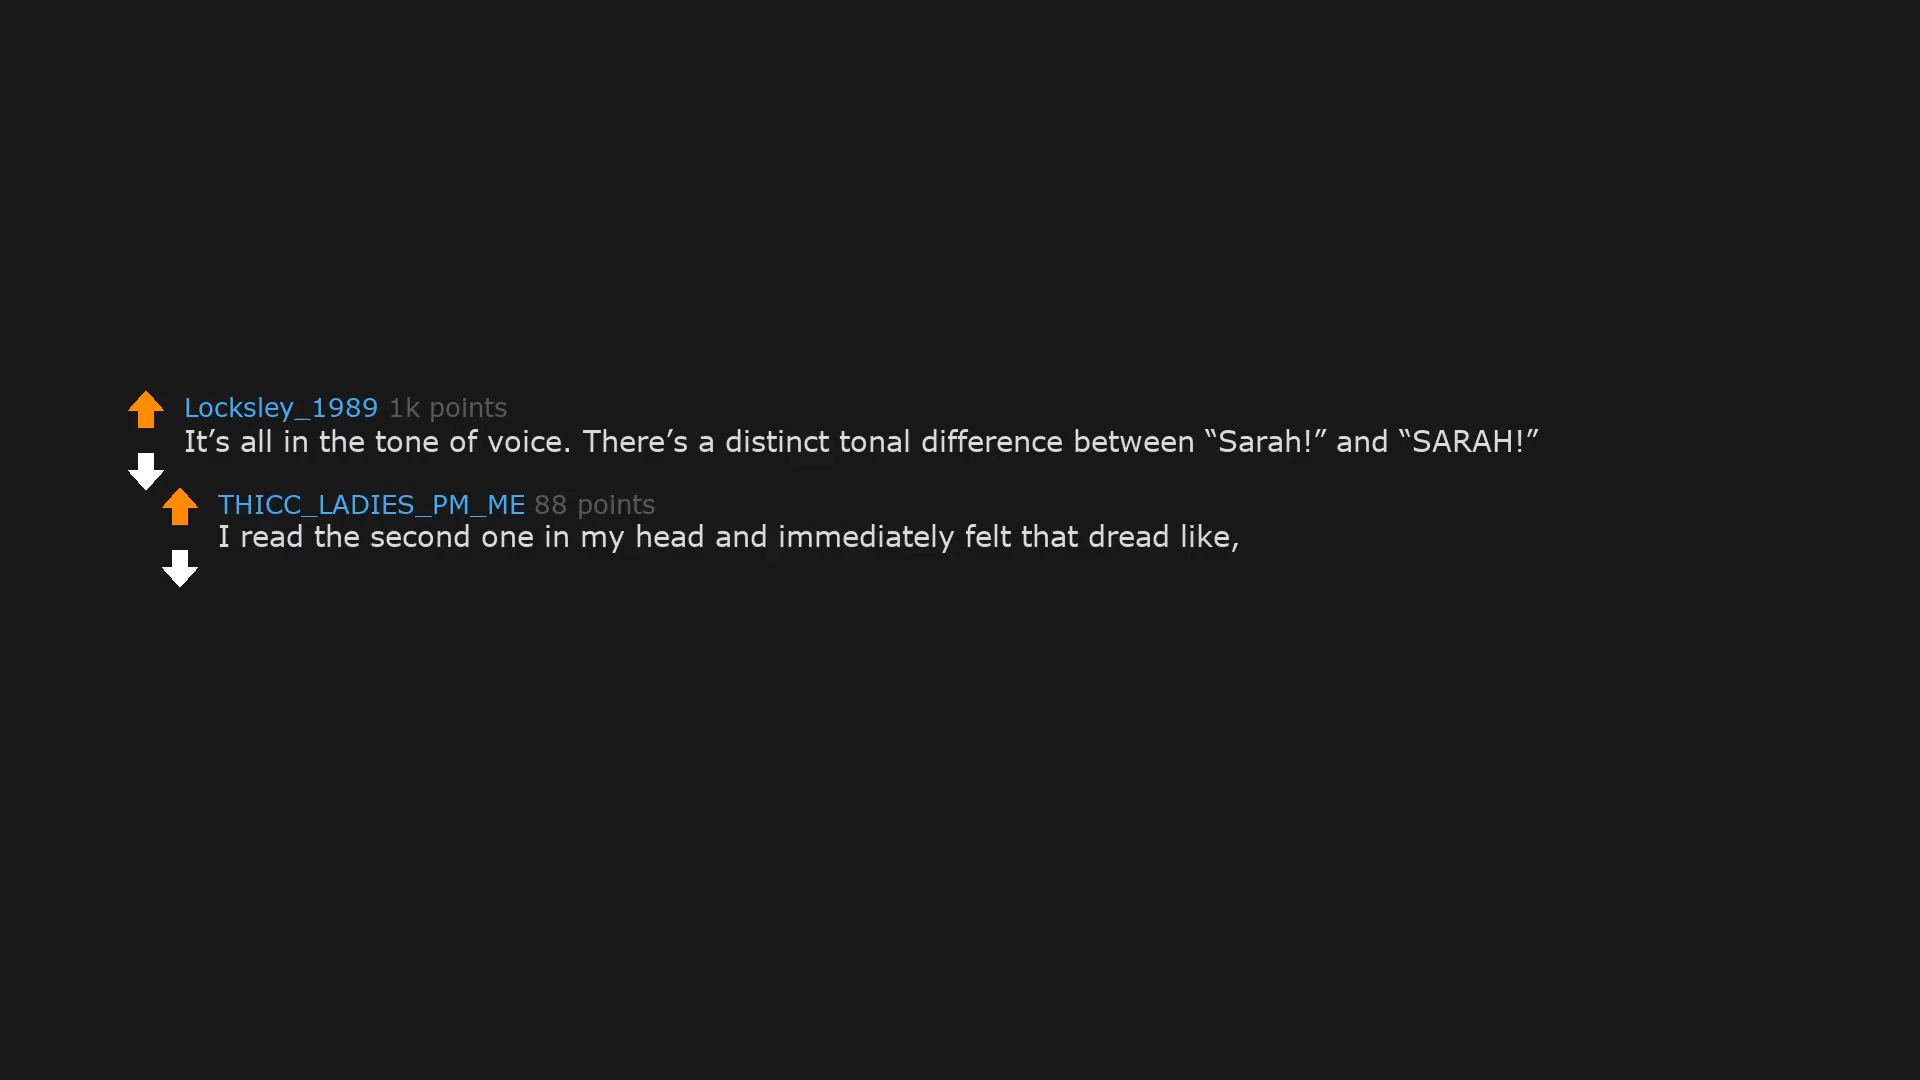 Locksley_1989 1k points
It’s all in the tone of voice. There’s a distinct tonal difference between “Sarah!” and “SARAH!”
THICC_LADIES_PM_ME 88 points
I read the second one in my head and immediately felt that dread like,